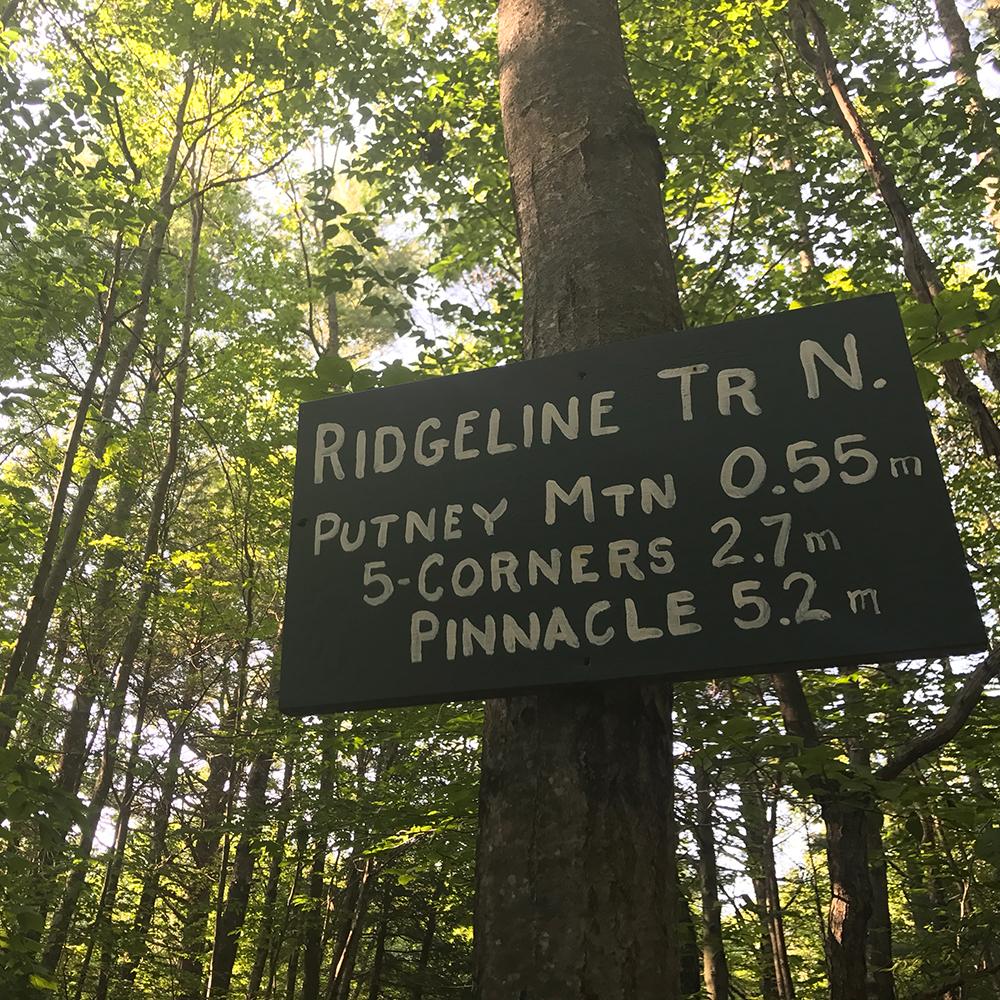 RIDGELINE TR N.
PUTNEY MTN 0.55 m
5-CORNERS 2.7 m
PINNACLE 5.2 m